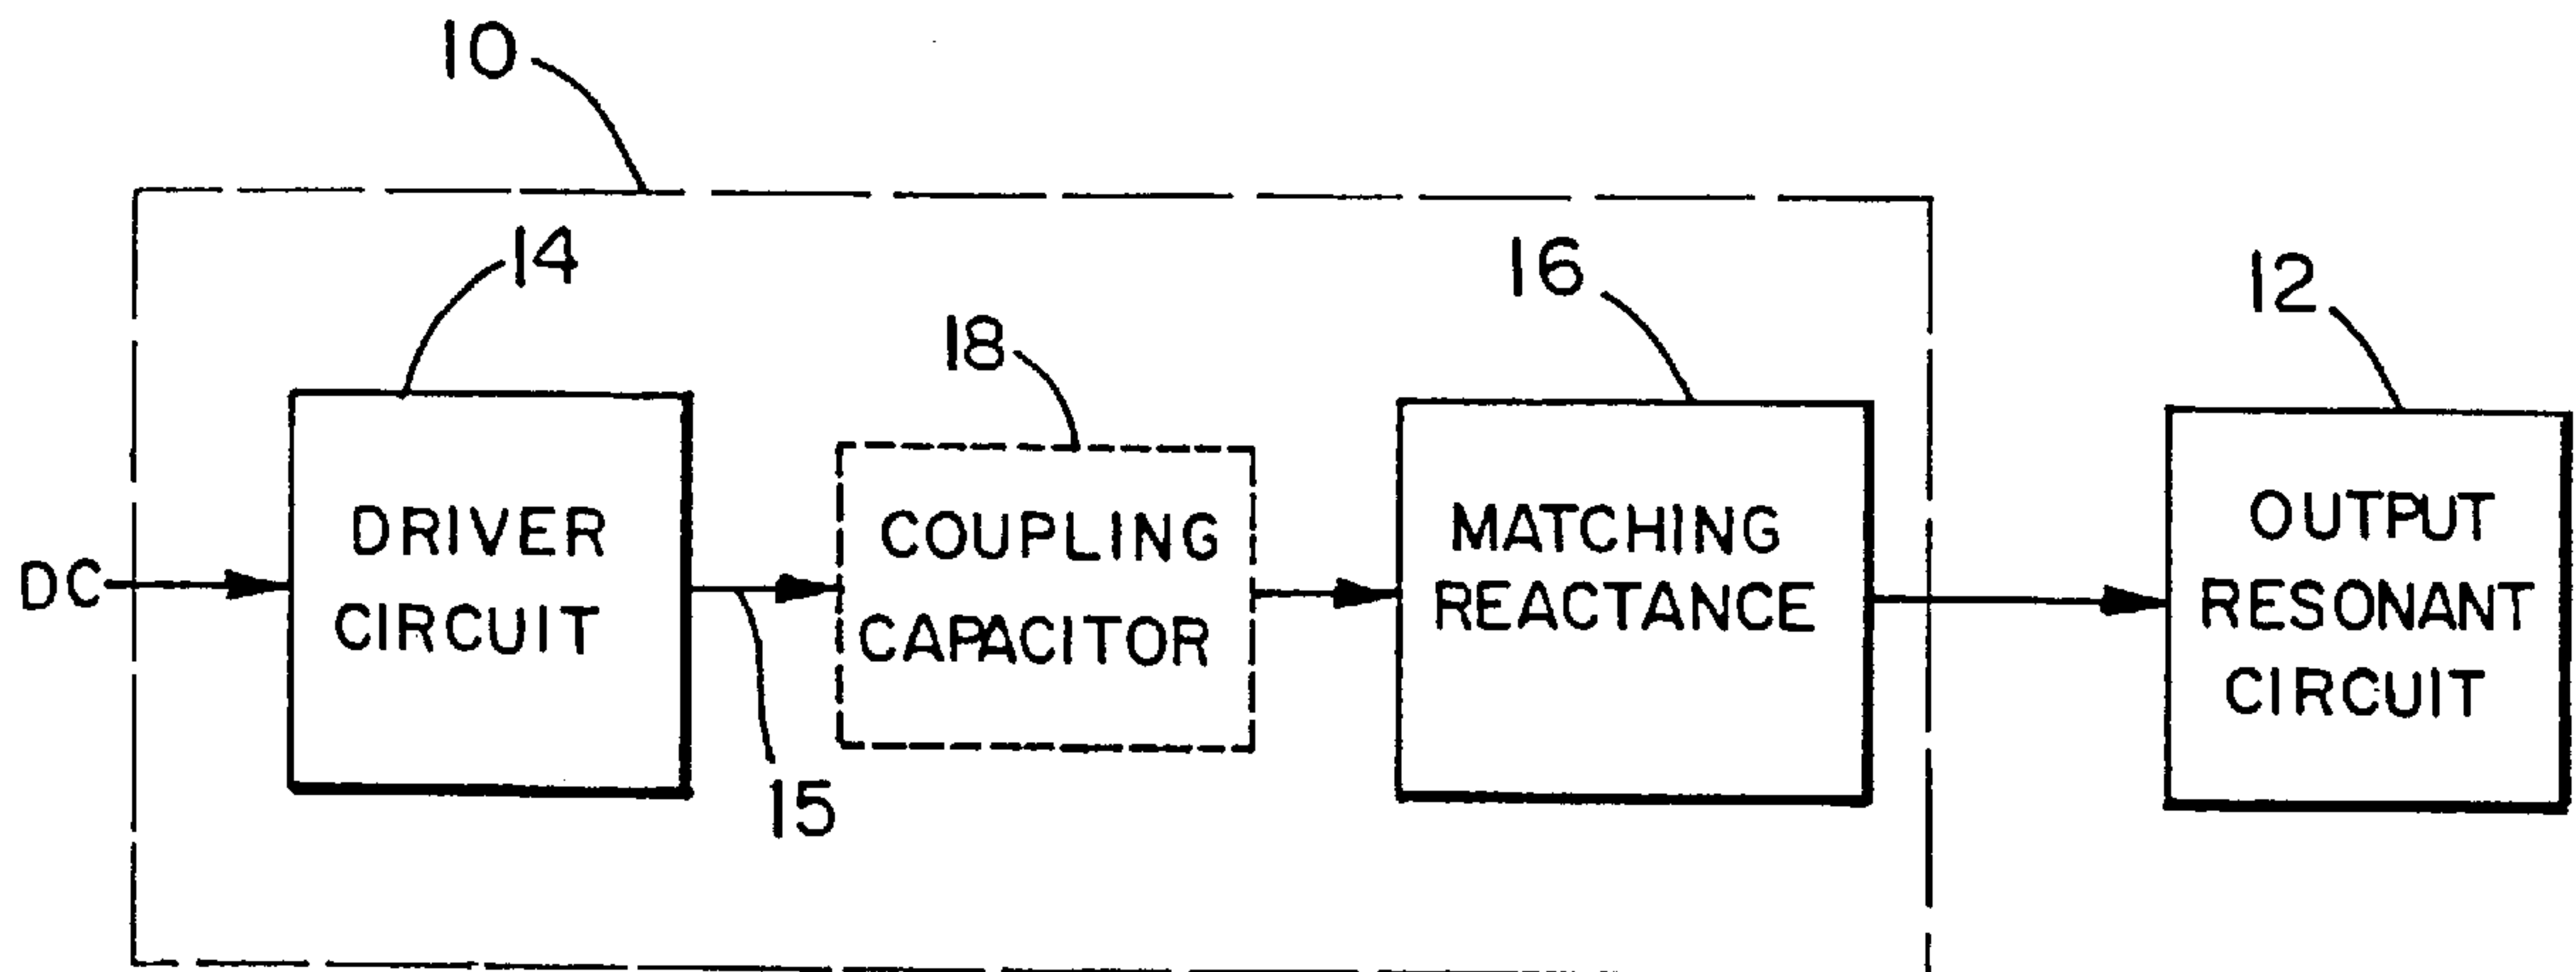 10
14
16
12
18
DC
DRIVER
CIRCUIT
COUPLING
CAPACITOR
MATCHING
REACTANCE
OUTPUT
RESONANT
CIRCUIT
15